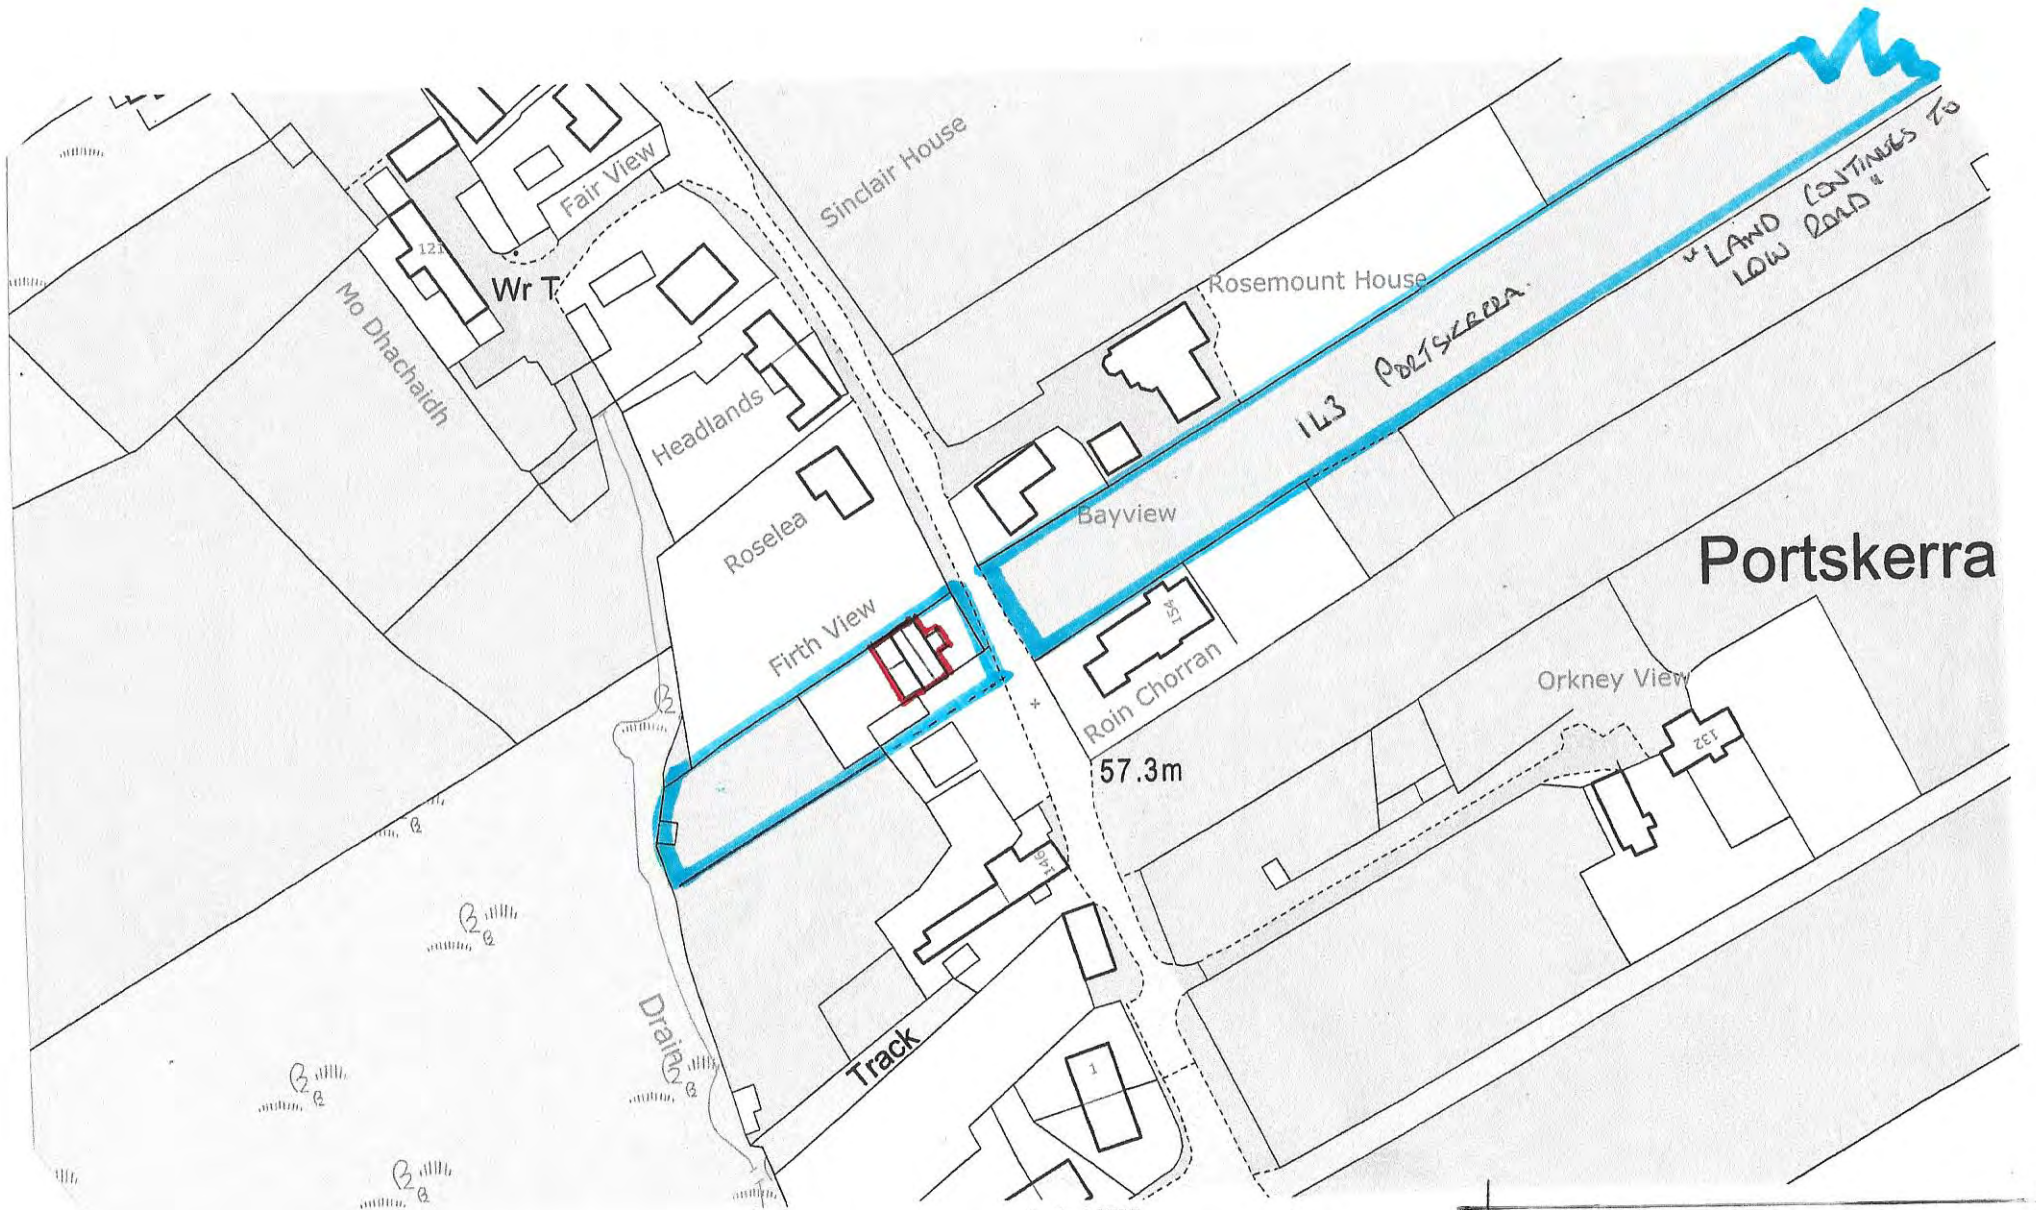 Sinclair House
Fair View
121
Wr T
Mo Dhachaidh
Rosemount House
"LAND CONTINUES TO
LOW ROAD"
143 PORTSKERRA.
Headlands
Bayview
Roselea
Portskerra
Firth View
154
Roin Chorran
Orkney View
132
57.3m
146
Drain
Track
1